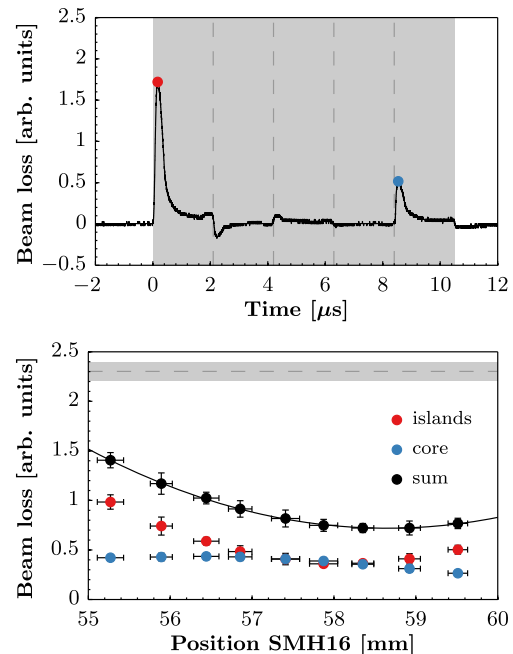 2.5
2
1.5
1
0.5
0
−0.5
Beam loss [arb. units]
−2 0 2 4 6 8 10 12
Time [μs]
2.5
2
1.5
1
0.5
0
Beam loss [arb. units]
islands
core
sum
55 56 57 58 59 60
Position SMH16 [mm]